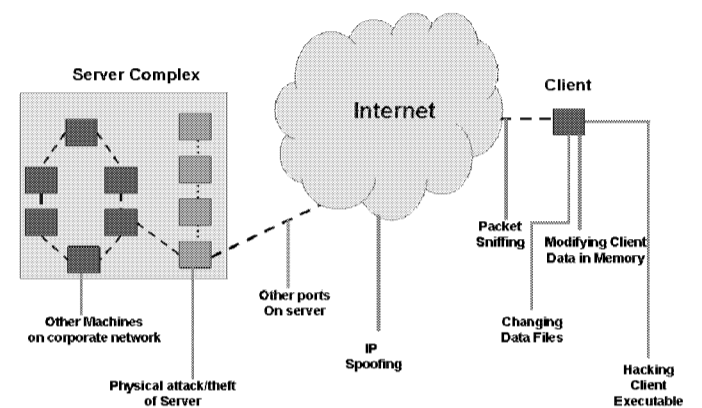 Server Complex
Internet
Client
Packet
Sniffing
Modifying Client
Data in Memory
Other ports
On server
Other Machines
on corporate network
Changing
Data Files
IP
Spoofing
Physical attack/theft
of Server
Hacking
Client
Executable